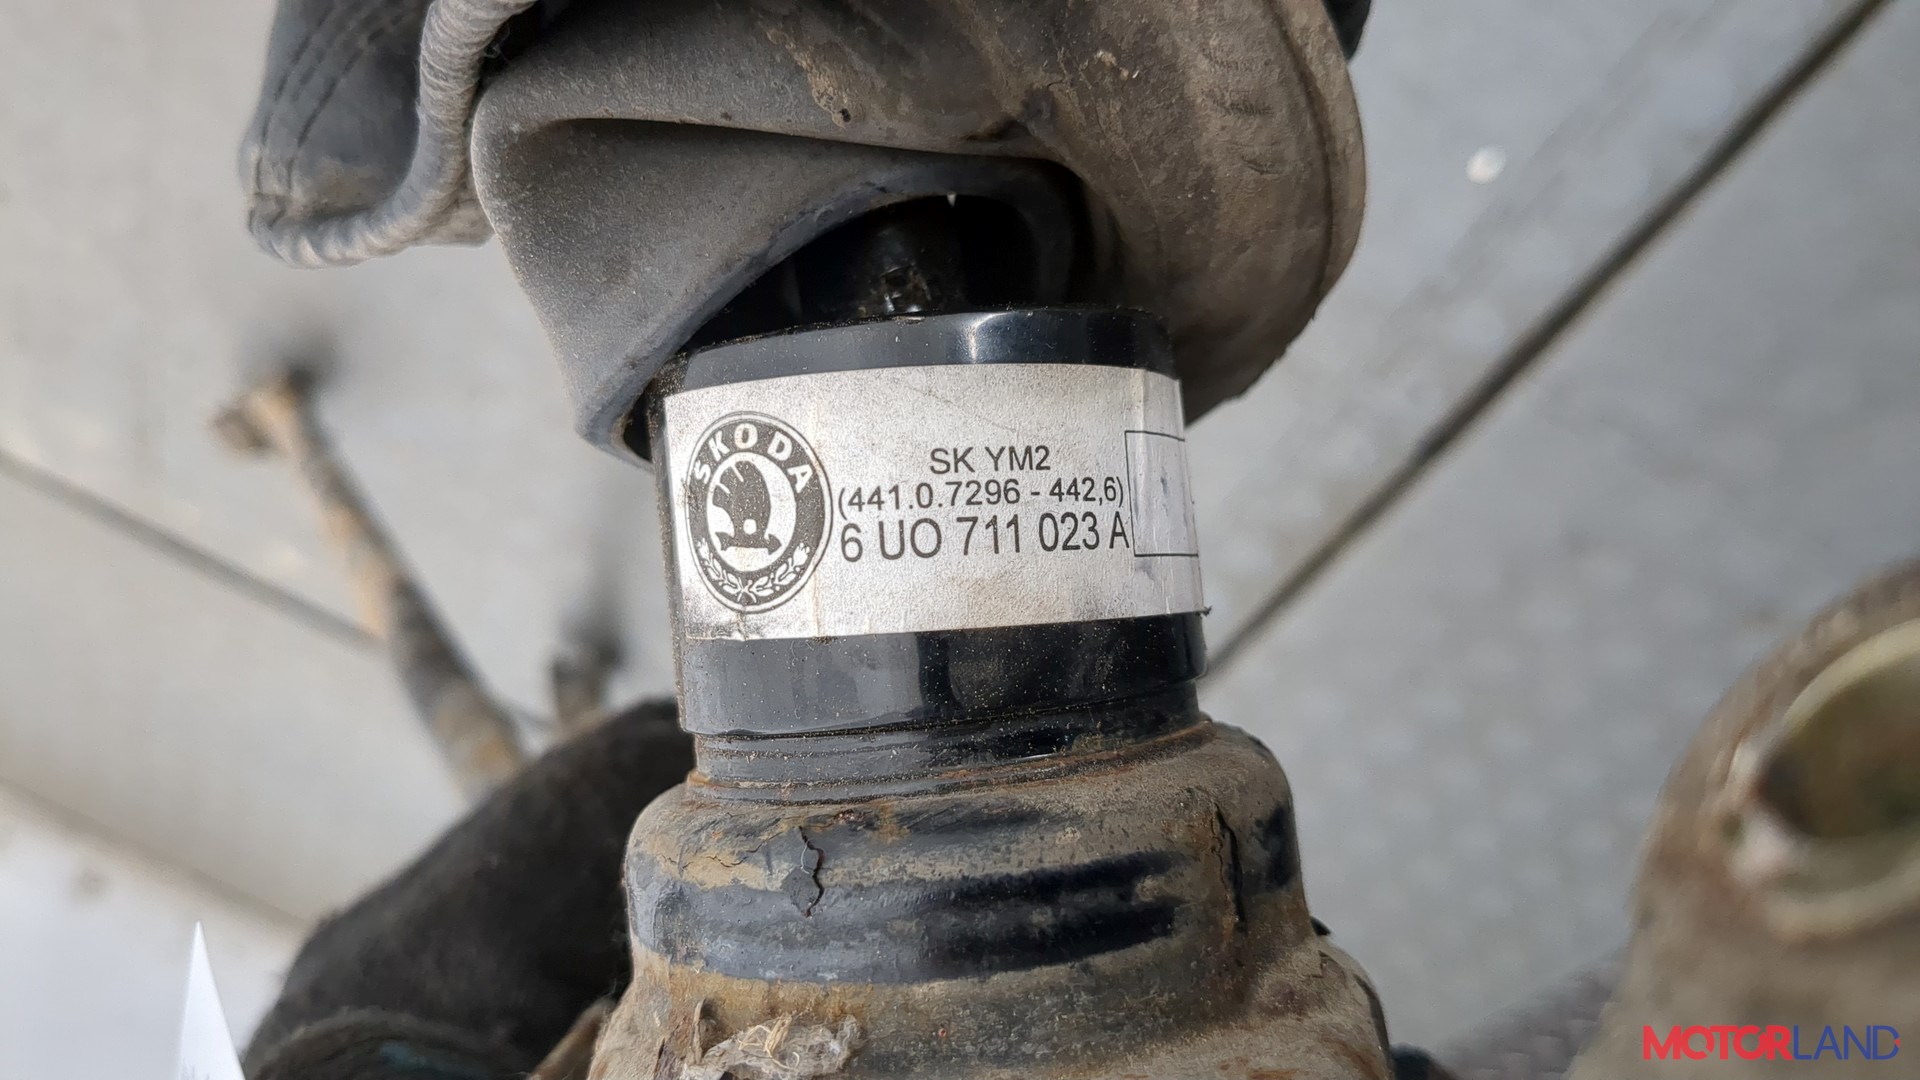 SKODA
SK YM2
(441.0.7296 - 442,6)
6 UO 711 023 A
MOTORLAND